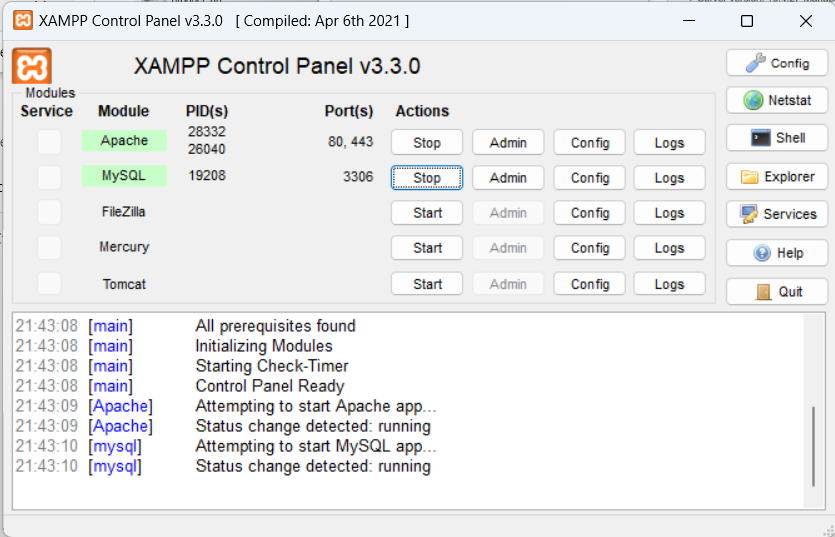 XAMPP Control Panel v3.3.0 [ Compiled: Apr 6th 2021 ]
XAMPP Control Panel v3.3.0
Config
Modules
Service Module PID(s) Port(s) Actions
Netstat
Apache 28332 26040 80, 443 Stop Admin Config Logs
Shell
MySQL 19208 3306 Stop Admin Config Logs
Explorer
FileZilla Start Admin Config Logs
Services
Mercury Start Admin Config Logs
Help
Tomcat Start Admin Config Logs
Quit
21:43:08 [main] All prerequisites found
21:43:08 [main] Initializing Modules
21:43:08 [main] Starting Check-Timer
21:43:08 [main] Control Panel Ready
21:43:09 [Apache] Attempting to start Apache app...
21:43:09 [Apache] Status change detected: running
21:43:10 [mysql] Attempting to start MySQL app...
21:43:10 [mysql] Status change detected: running